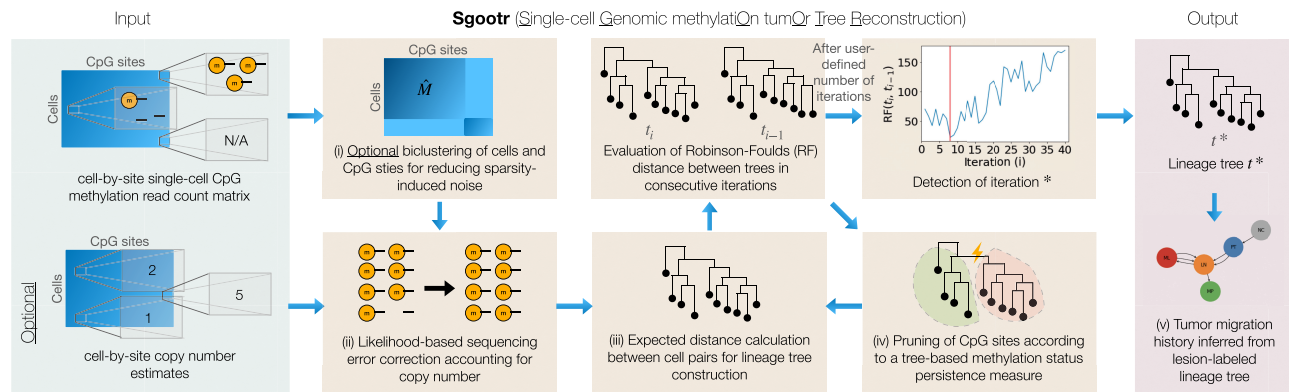 Input
Sgootr (Single-cell Genomic methylatiOn tumOr Tree Reconstruction)
Output
CpG sites
Cells
m
m
m
m
N/A
cell-by-site single-cell CpG
methylation read count matrix
CpG sites
Cells
M̂
(i) Optional biclustering of cells and
CpG sties for reducing sparsity-
induced noise
t_i
t_{i−1}
Evaluation of Robinson-Foulds (RF)
distance between trees in
consecutive iterations
After user-
defined
number of
iterations
RF(t_i, t_{i−1})
150
100
50
0 5 10 15 20 25 30 35 40
Iteration (i)
Detection of iteration *
t*
Lineage tree t*
Optional
CpG sites
Cells
2
1
5
cell-by-site copy number
estimates
m m m m
m m m m
m m m
(ii) Likelihood-based sequencing
error correction accounting for
copy number
(iii) Expected distance calculation
between cell pairs for lineage tree
construction
(iv) Pruning of CpG sites according
to a tree-based methylation status
persistence measure
NC
PT
ML
LN
MP
(v) Tumor migration
history inferred from
lesion-labeled
lineage tree